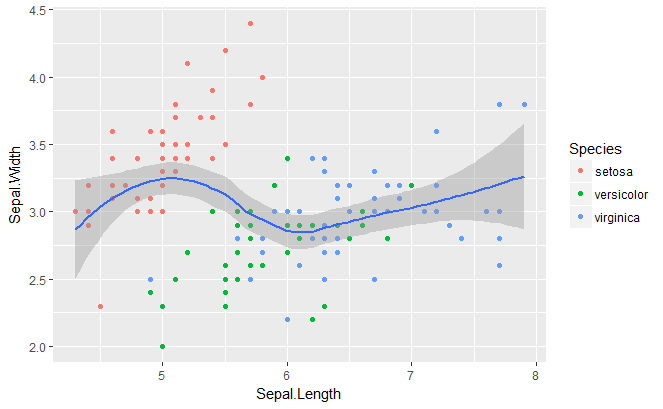 4.5
4.0
3.5
3.0
2.5
2.0
Sepal.Width
5 6 7 8
Sepal.Length
Species
setosa
versicolor
virginica